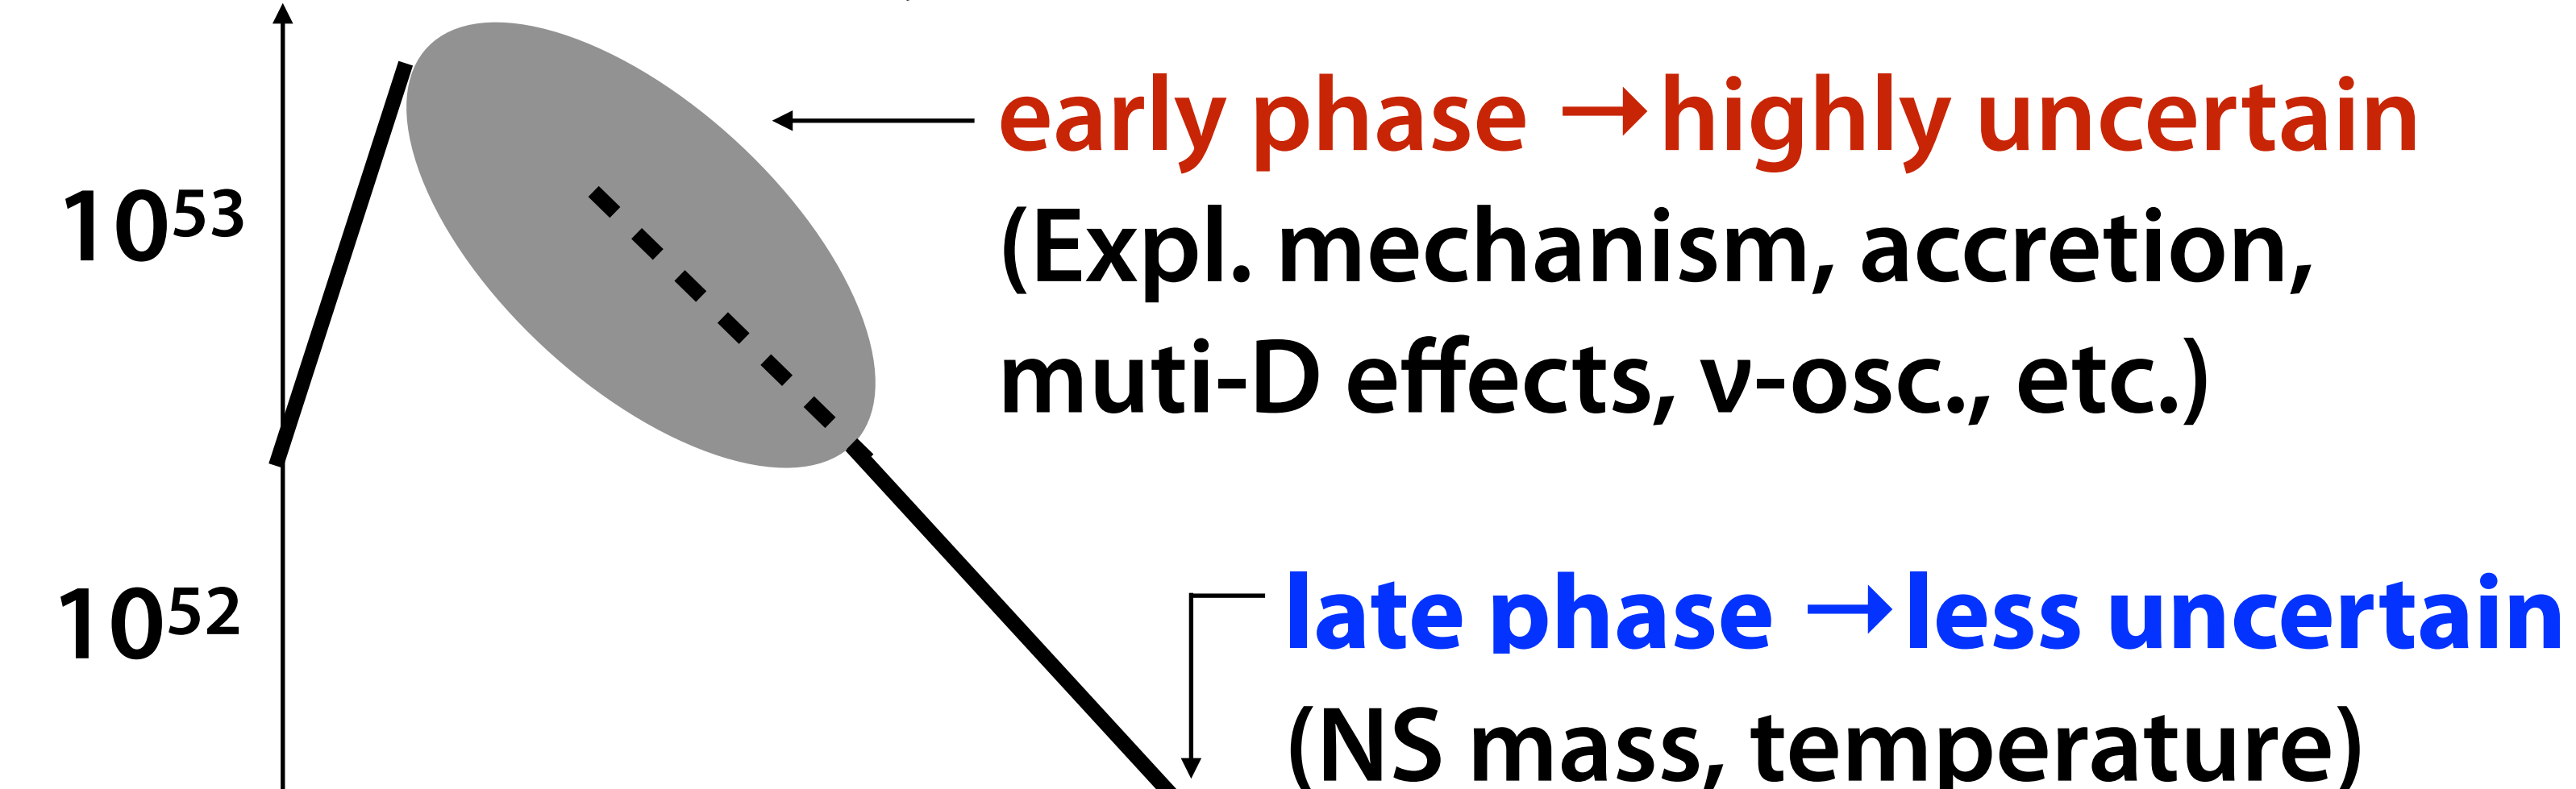 early phase →highly uncertain
10⁵³
(Expl. mechanism, accretion,
muti-D effects, ν-osc., etc.)
10⁵²
late phase →less uncertain
(NS mass, temperature)